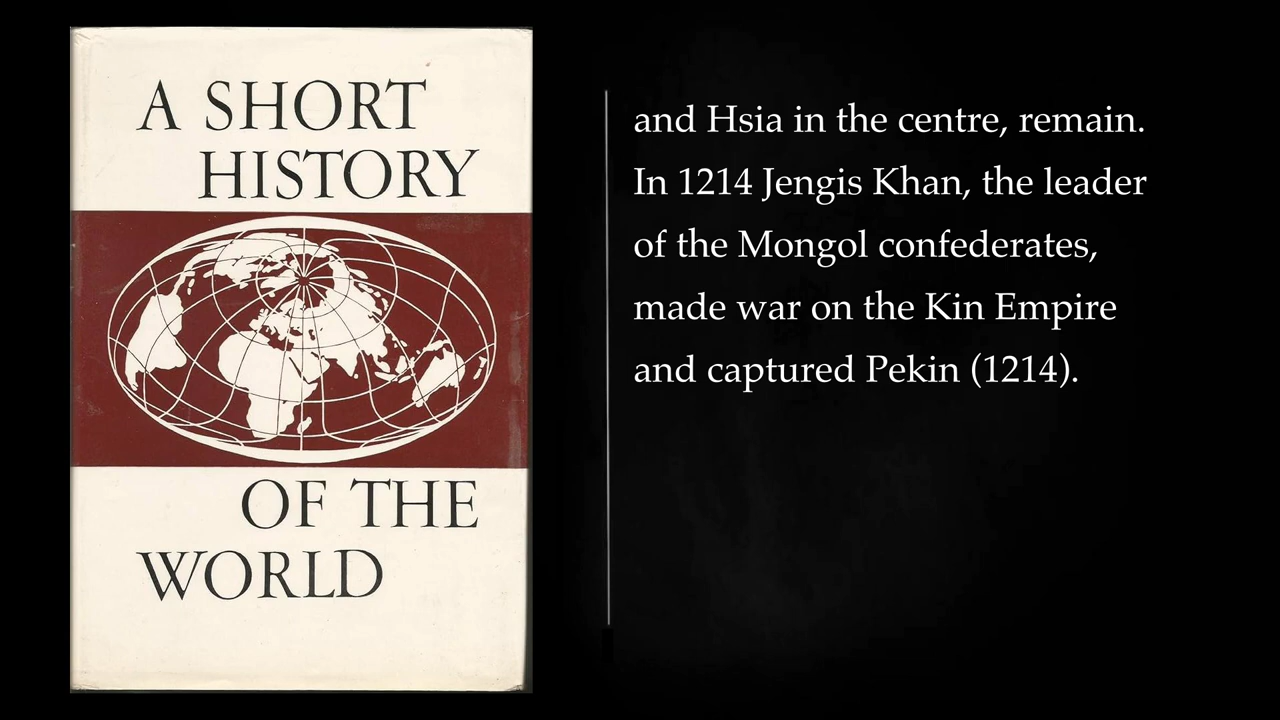 A SHORT
HISTORY
OF THE
WORLD
and Hsia in the centre, remain.
In 1214 Jengis Khan, the leader
of the Mongol confederates,
made war on the Kin Empire
and captured Pekin (1214).